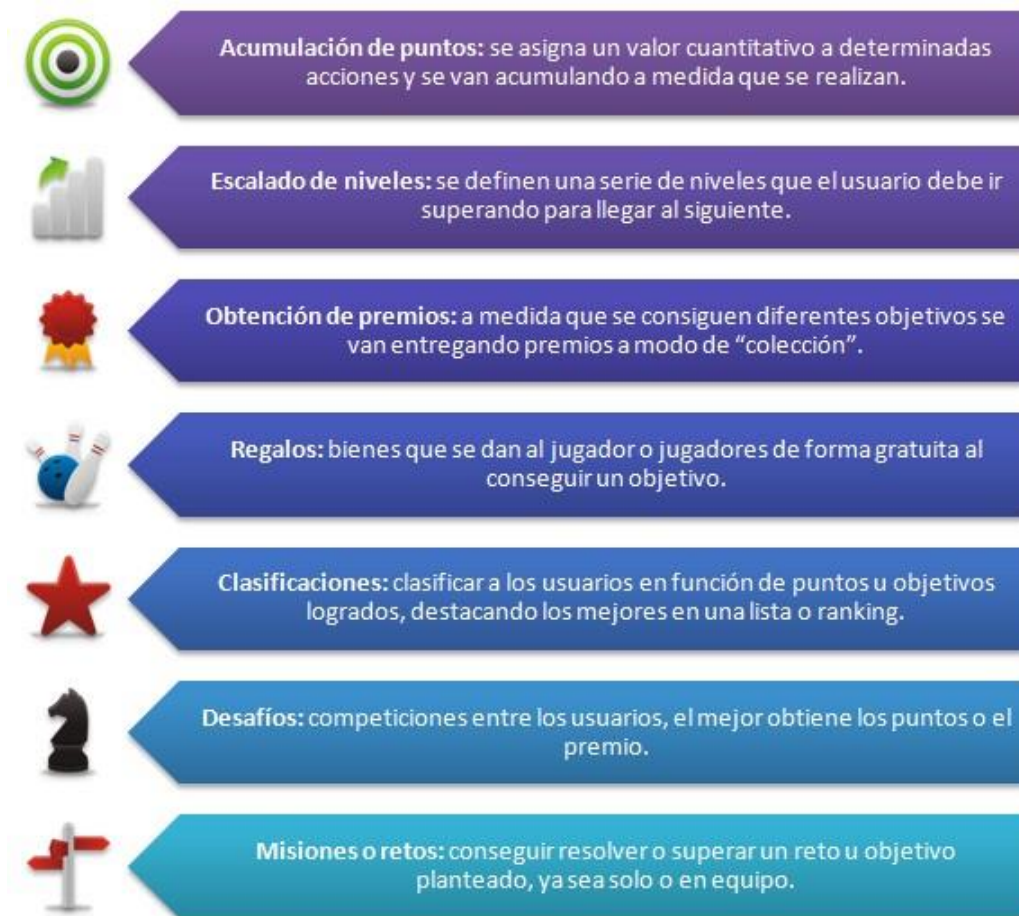 Acumulación de puntos: se asigna un valor cuantitativo a determinadas
acciones y se van acumulando a medida que se realizan.
Escalado de niveles: se definen una serie de niveles que el usuario debe ir
superando para llegar al siguiente.
Obtención de premios: a medida que se consiguen diferentes objetivos se
van entregando premios a modo de “colección”.
Regalos: bienes que se dan al jugador o jugadores de forma gratuita al
conseguir un objetivo.
Clasificaciones: clasificar a los usuarios en función de puntos u objetivos
logrados, destacando los mejores en una lista o ranking.
Desafíos: competiciones entre los usuarios, el mejor obtiene los puntos o el
premio.
Misiones o retos: conseguir resolver o superar un reto u objetivo
planteado, ya sea solo o en equipo.